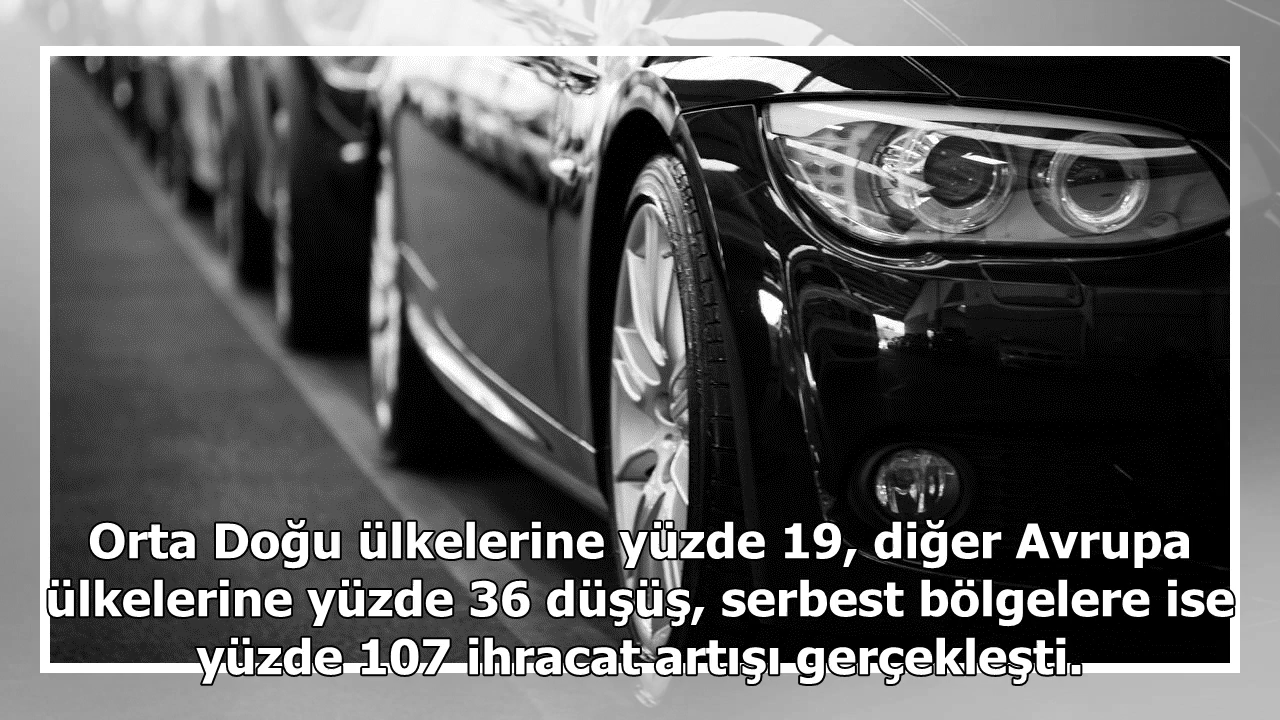 Orta Doğu ülkelerine yüzde 19, diğer Avrupa
ülkelerine yüzde 36 düşüş, serbest bölgelere ise
yüzde 107 ihracat artışı gerçekleşti.